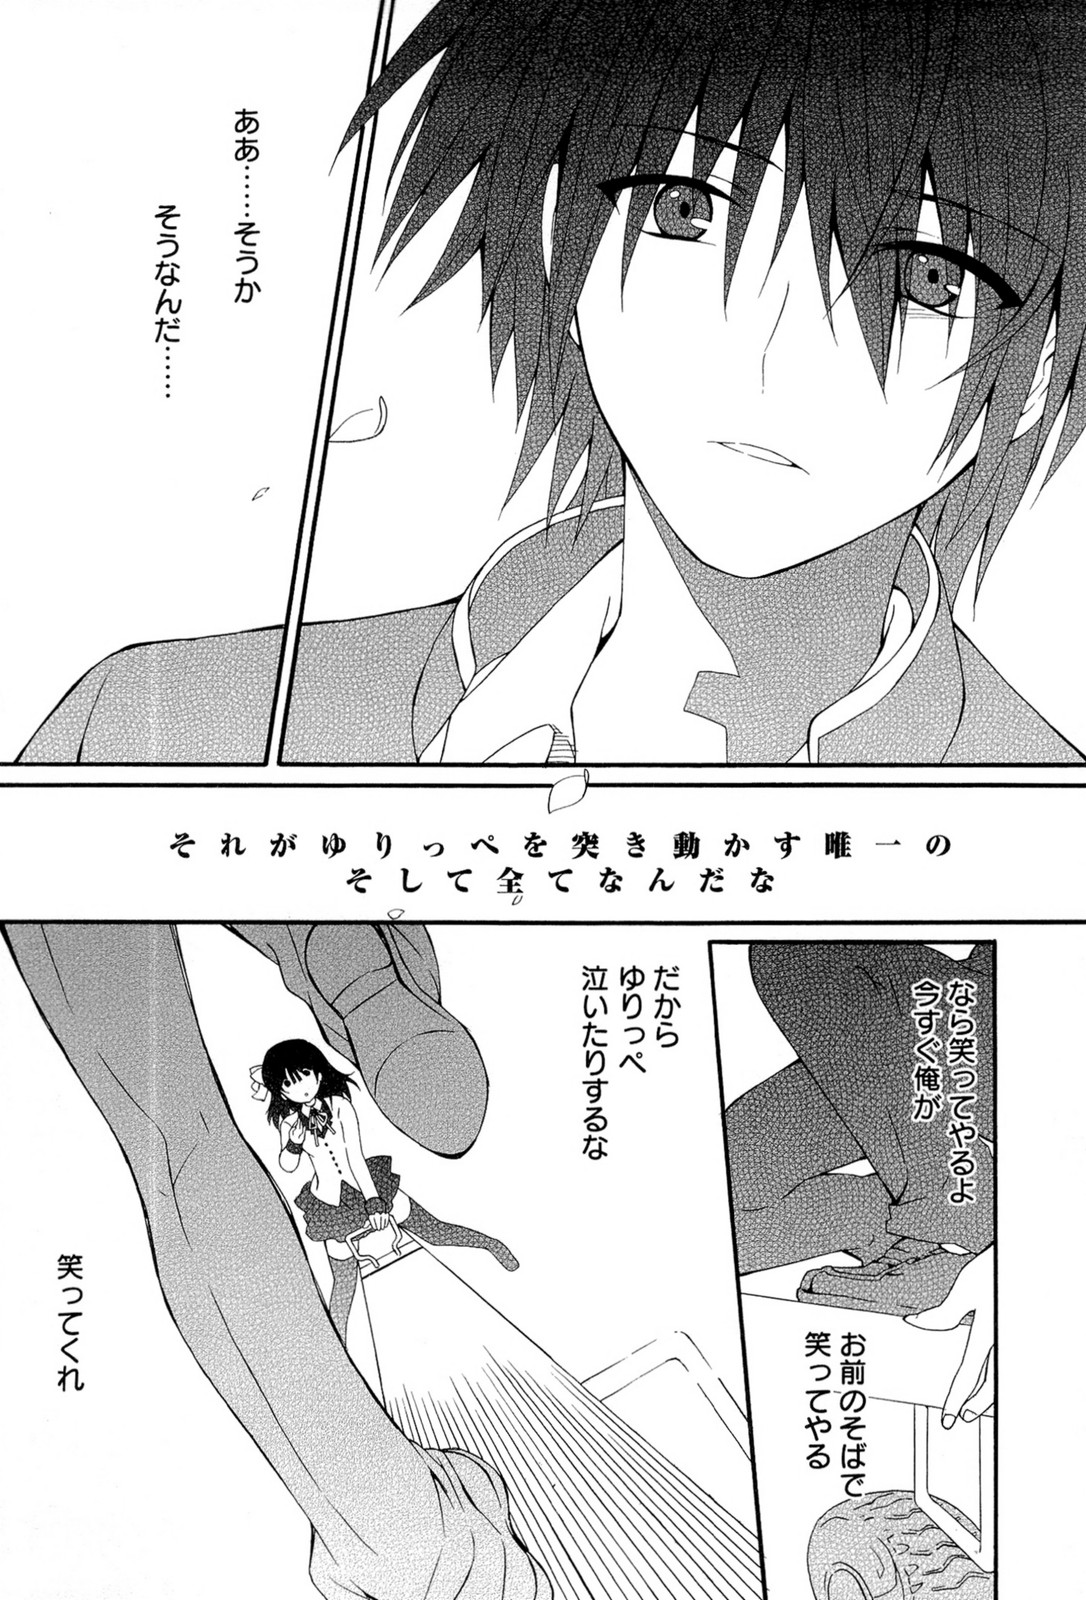 ああ……そうか
そうなんだ……
それがゆりっぺを突き動かす唯一の
そして全てなんだな
なら笑ってやるよ
今すぐ俺が
お前のそばで
笑ってやる
だから
ゆりっぺ
泣いたりするな
笑ってくれ